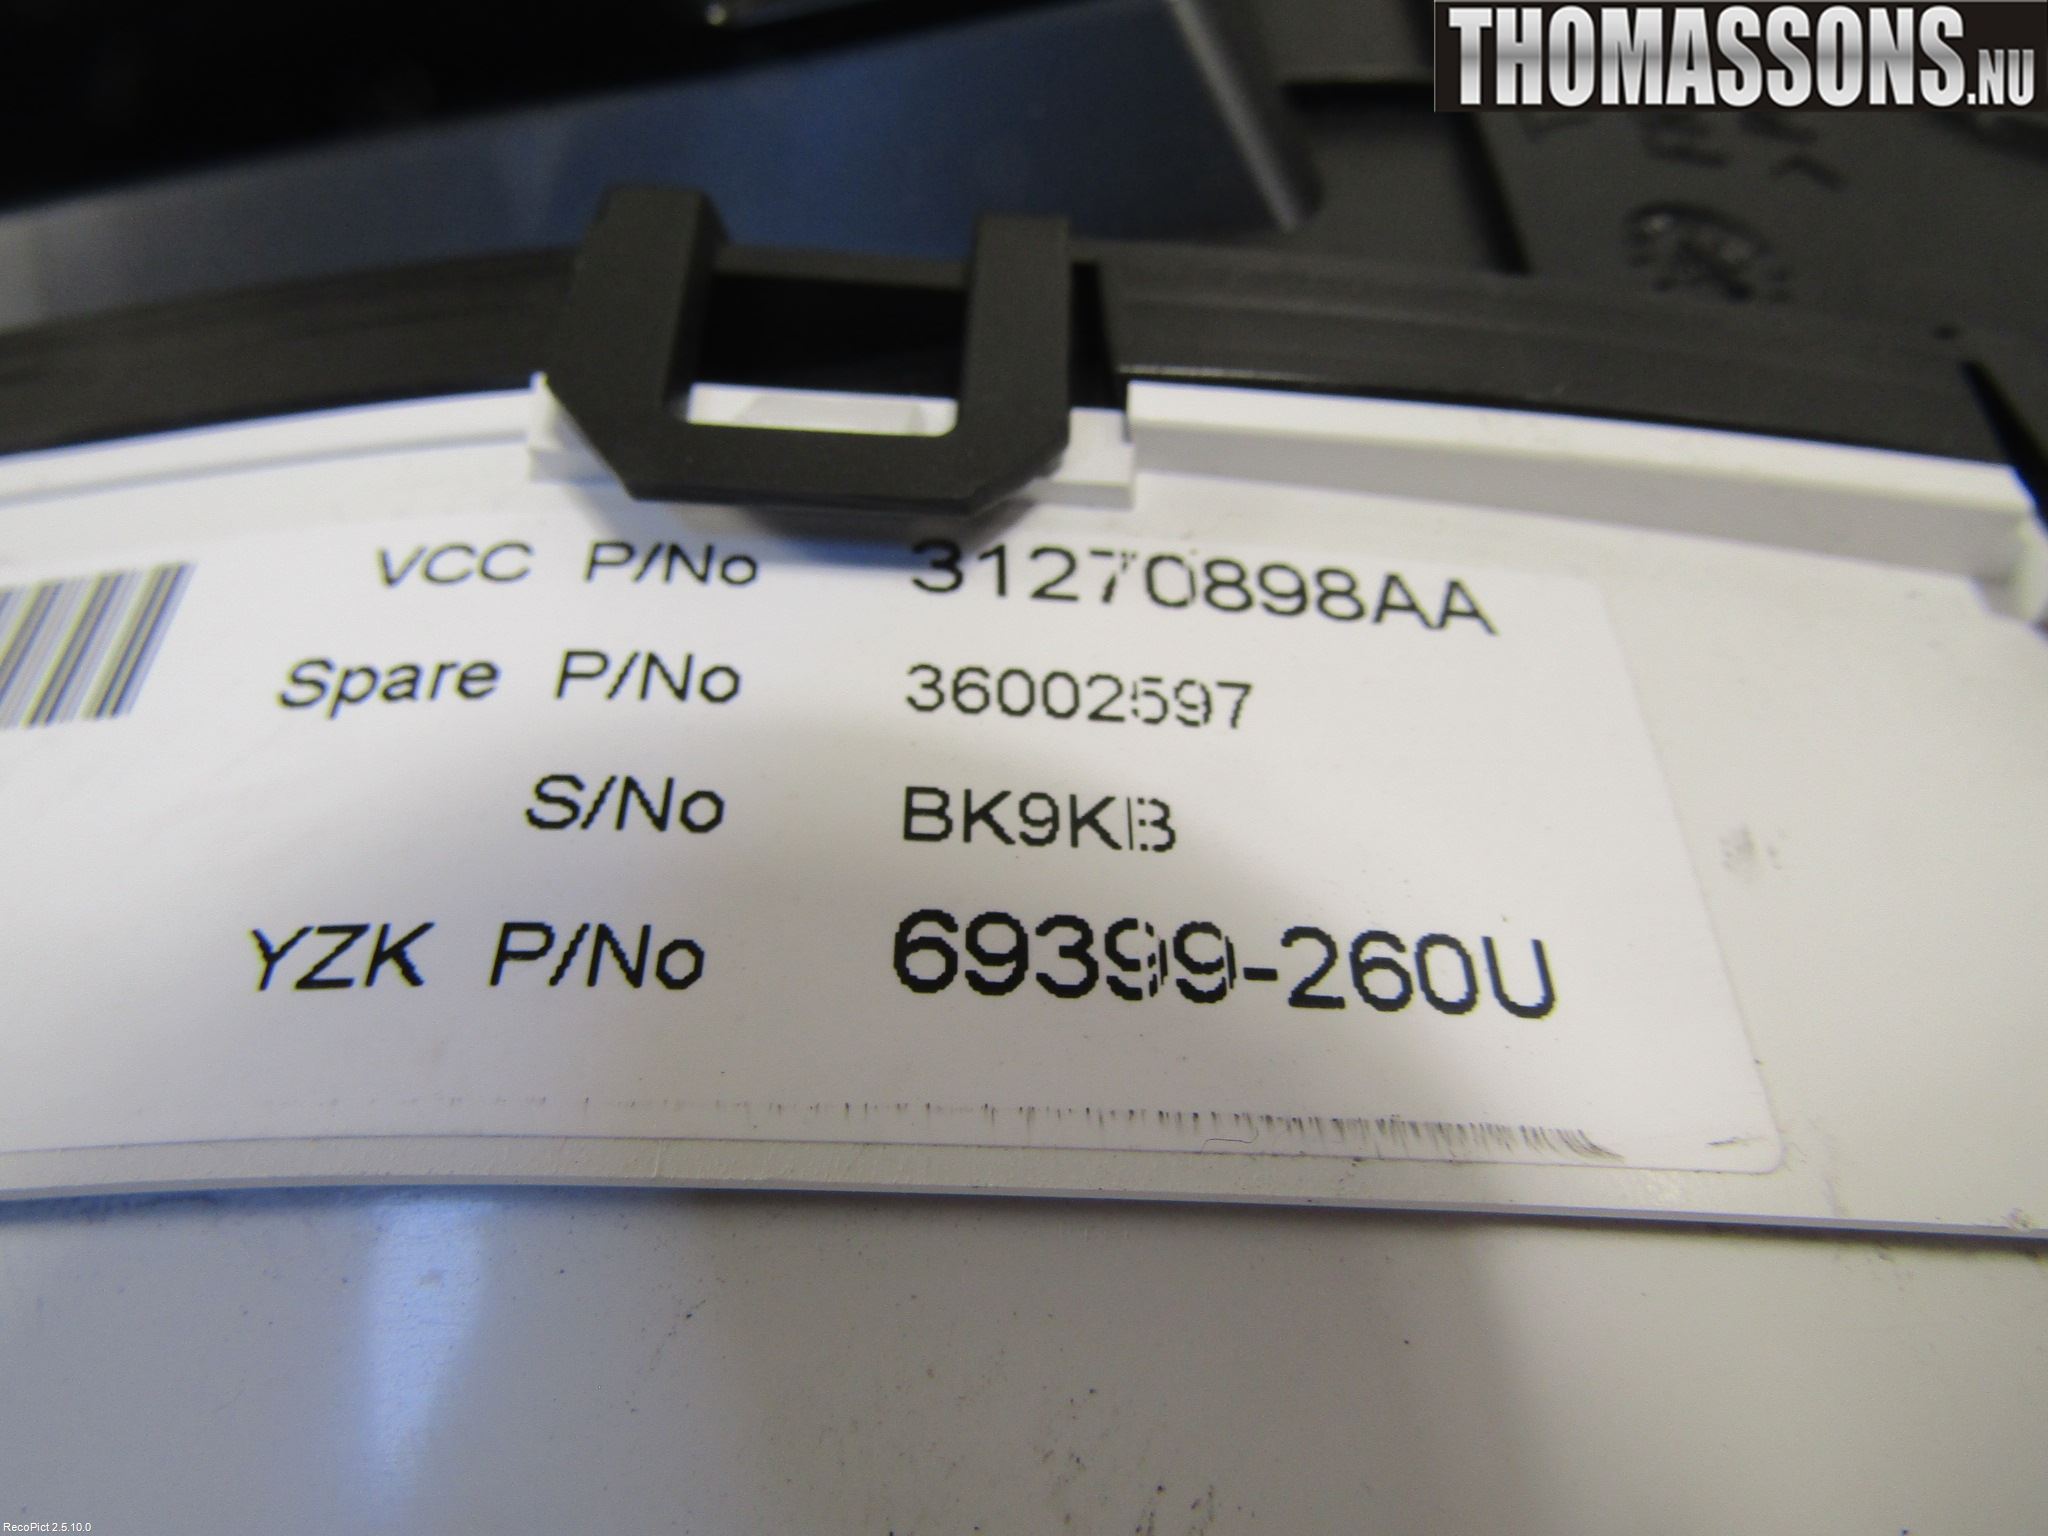 THOMASSONS.NU
VCC P/No 31270898AA
Spare P/No 36002597
S/No BK9KB
YZK P/No 69399-260U
RecoPict 2.5.10.0